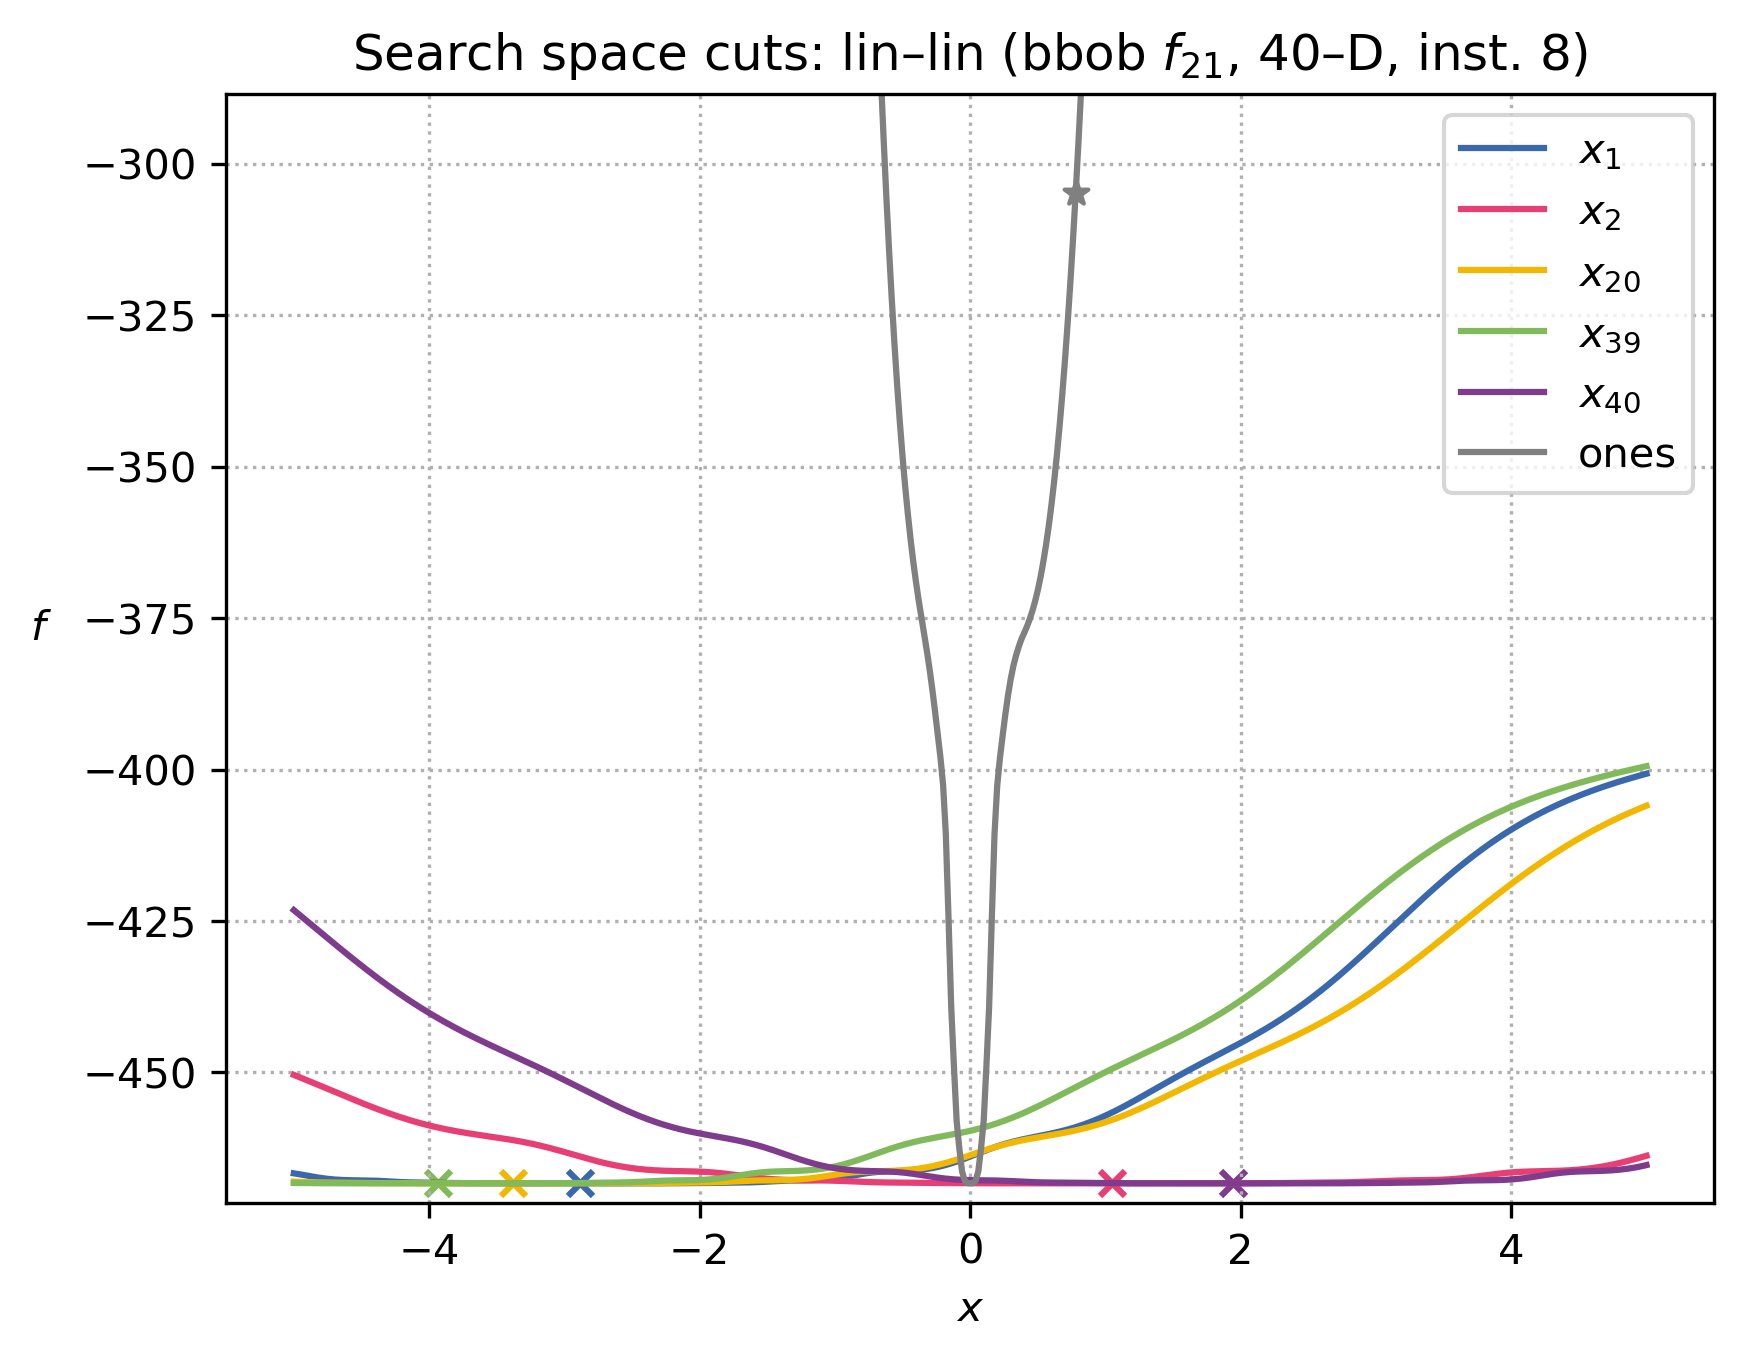 Search space cuts: lin–lin (bbob f21, 40–D, inst. 8)
−300
−325
−350
−375
−400
−425
−450
f
x1
x2
x20
x39
x40
ones
−4
−2
0
2
4
x